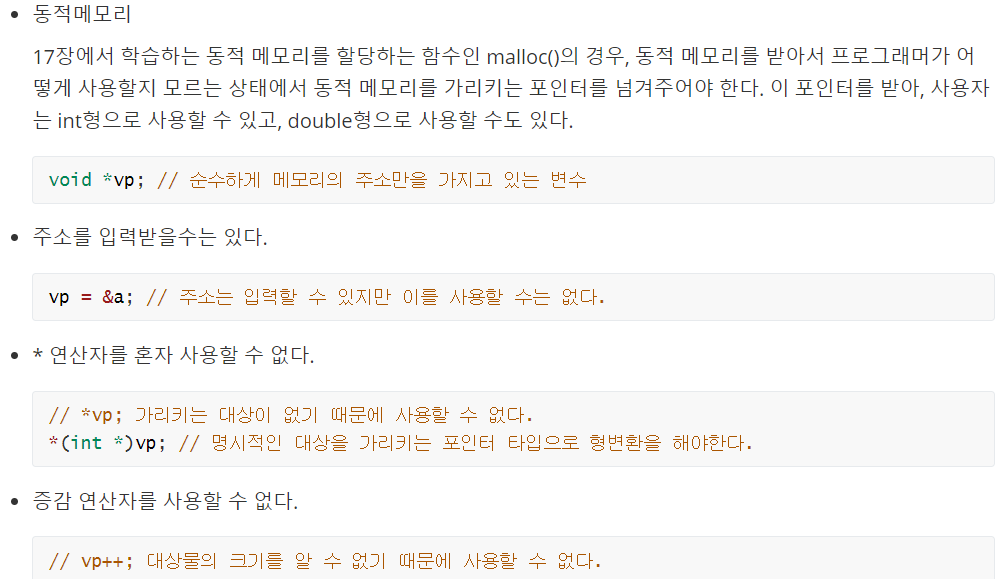 동적메모리
17장에서 학습하는 동적 메모리를 할당하는 함수인 malloc()의 경우, 동적 메모리를 받아서 프로그래머가 어
떻게 사용할지 모르는 상태에서 동적 메모리를 가리키는 포인터를 넘겨주어야 한다. 이 포인터를 받아, 사용자
는 int형으로 사용할 수 있고, double형으로 사용할 수도 있다.
void *vp; // 순수하게 메모리의 주소만을 가지고 있는 변수
주소를 입력받을수는 있다.
vp = &a; // 주소는 입력할 수 있지만 이를 사용할 수는 없다.
* 연산자를 혼자 사용할 수 없다.
// *vp; 가리키는 대상이 없기 때문에 사용할 수 없다.
*(int *)vp; // 명시적인 대상을 가리키는 포인터 타입으로 형변환을 해야한다.
증감 연산자를 사용할 수 없다.
// vp++; 대상물의 크기를 알 수 없기 때문에 사용할 수 없다.